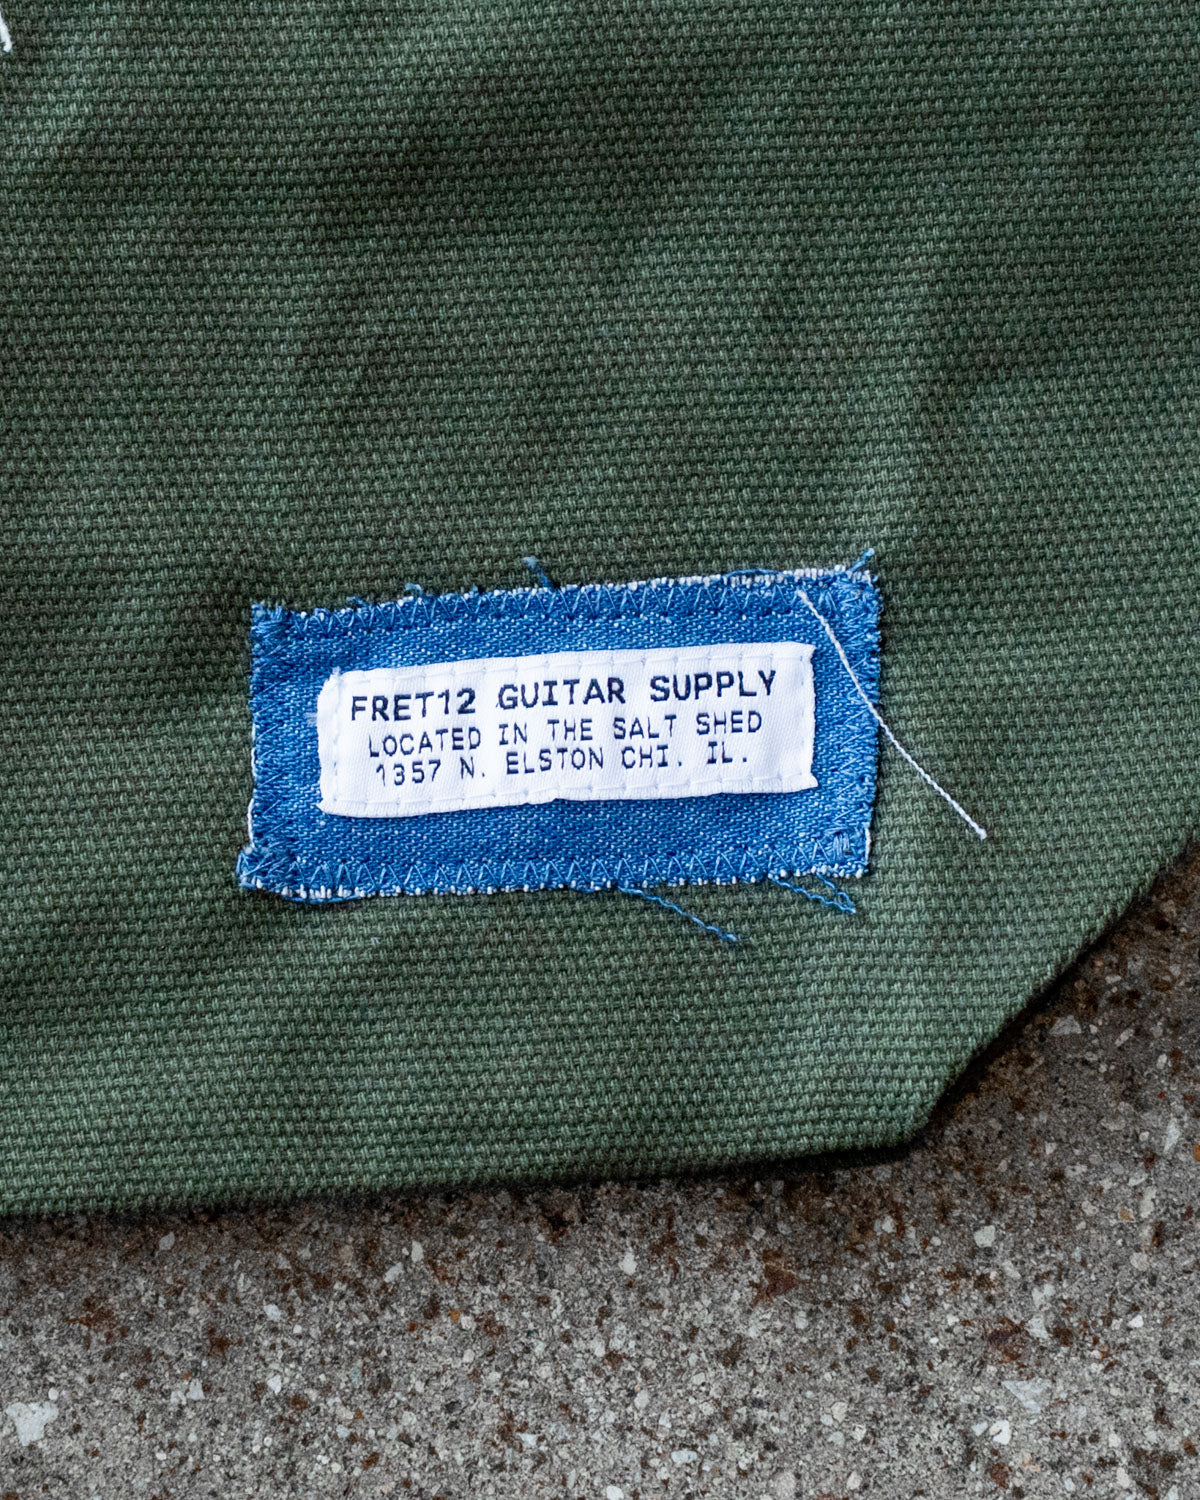 FRET12 GUITAR SUPPLY
LOCATED IN THE SALT SHED
1357 N. ELSTON CHI. IL.